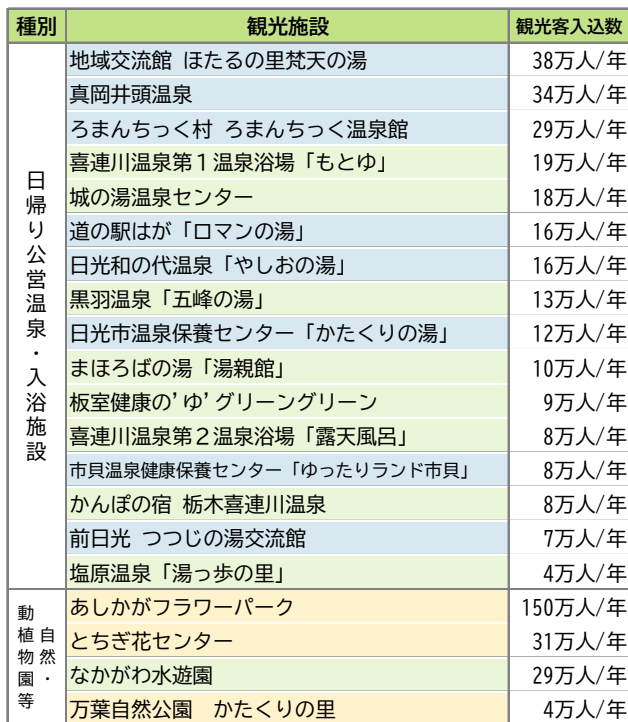 種別 観光施設 観光客入込数
日帰り公営温泉・入浴施設
地域交流館 ほたるの里梵天の湯 38万人/年
真岡井頭温泉 34万人/年
ろまんちっく村 ろまんちっく温泉館 29万人/年
喜連川温泉第１温泉浴場「もとゆ」 19万人/年
城の湯温泉センター 18万人/年
道の駅はが「ロマンの湯」 16万人/年
日光和の代温泉「やしおの湯」 16万人/年
黒羽温泉「五峰の湯」 13万人/年
日光市温泉保養センター「かたくりの湯」 12万人/年
まほろばの湯「湯親館」 10万人/年
板室健康の’ゆ’グリーングリーン 9万人/年
喜連川温泉第２温泉浴場「露天風呂」 8万人/年
市貝温泉健康保養センター「ゆったりランド市貝」 8万人/年
かんぽの宿 栃木喜連川温泉 8万人/年
前日光 つつじの湯交流館 7万人/年
塩原温泉「湯っ歩の里」 4万人/年
自然・
動植物園等
あしかがフラワーパーク 150万人/年
とちぎ花センター 31万人/年
なかがわ水遊園 29万人/年
万葉自然公園　かたくりの里 4万人/年